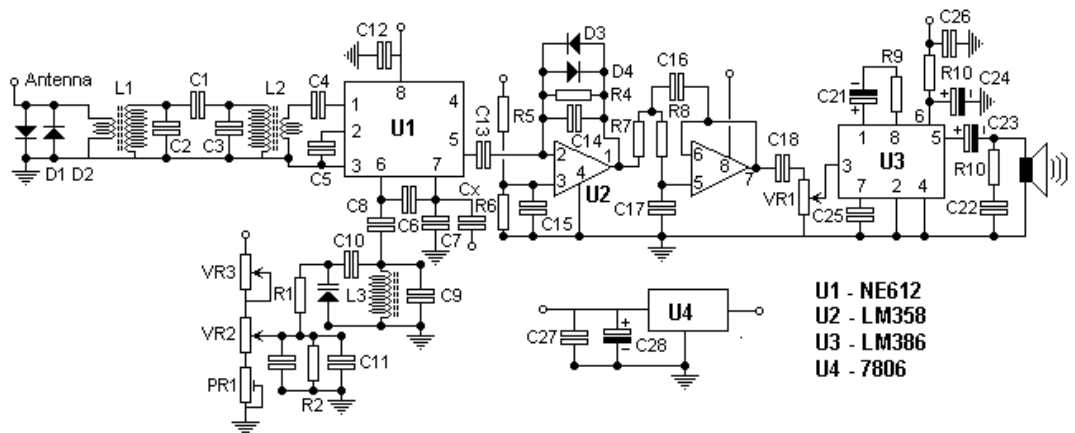 C12
D3
C26
Antenna
L1
C1
L2
C4
8
4
1
2
3
U1
5
6
7
C2
C3
C5
D1 D2
C13
R5
D4
R4
C14
R7
C16
R8
2
3
1
4
U2
6
5
8
7
C18
VR1
R6
C15
C17
Cx
C8
C6
C7
R9
R10
C24
C21
- +
+ -
6
1
8
5
3
U3
7
2
4
+ -
C23
R10
C25
C22
VR3
VR2
PR1
R1
C10
L3
C9
C11
R2
C27
+
-
C28
U4
U1 - NE612
U2 - LM358
U3 - LM386
U4 - 7806